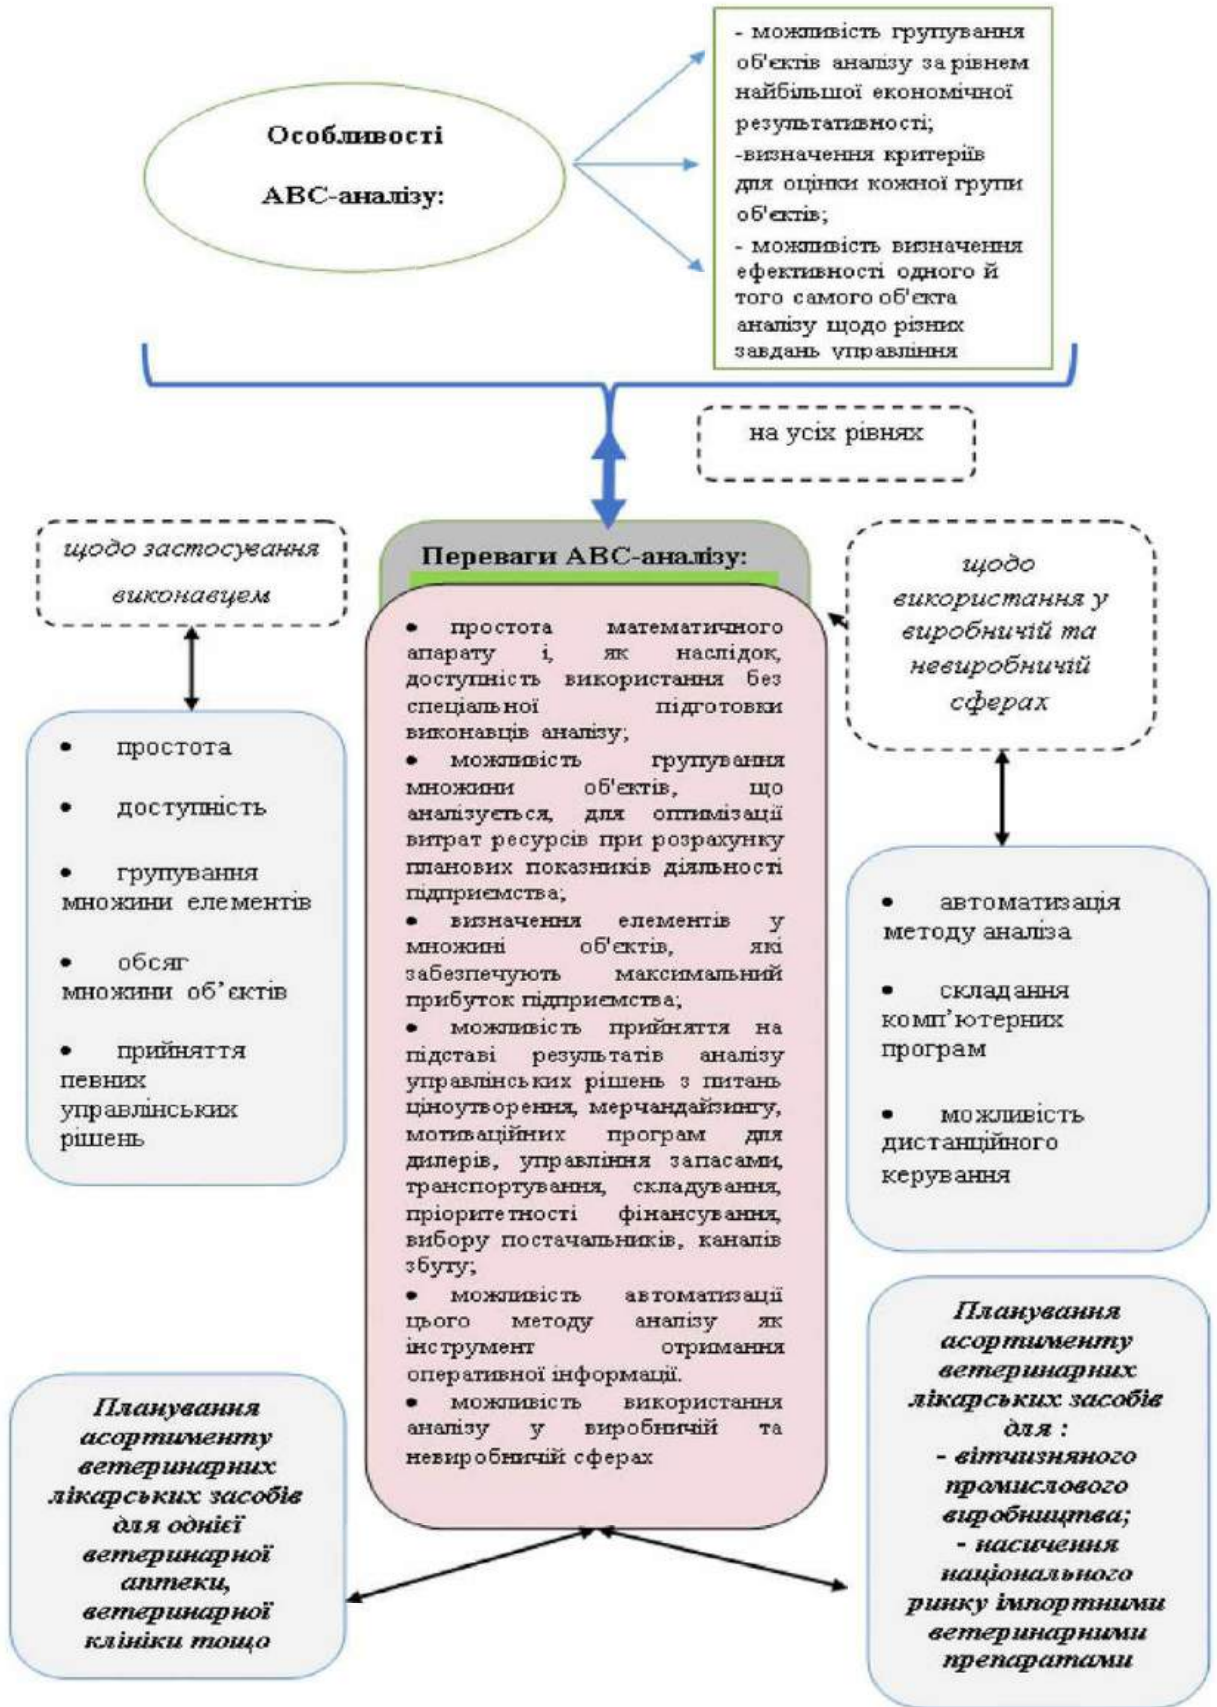 Особливості
АВС-аналізу:
- можливість групування
об'єктів аналізу за рівнем
найбільшої економічної
результативності;
-визначення критеріїв
для оцінки кожної групи
об'єктів;
- можливість визначення
ефективності одного й
того самого об'єкта
аналізу щодо різних
завдань управління
на усіх рівнях
щодо застосування
виконавцем
Переваги АВС-аналізу:
щодо
використання у
виробничій та
невиробничій
сферах
• простота
• доступність
• групування
множини елементів
• обсяг
множини об’єктів
• прийняття
певних
управлінських
рішень
• простота математичного
апарату і, як наслідок,
доступність використання без
спеціальної підготовки
виконавців аналізу;
• можливість групування
множини об'єктів, що
аналізується, для оптимізації
витрат ресурсів при розрахунку
планових показників діяльності
підприємства;
• визначення елементів у
множині об'єктів, які
забезпечують максимальний
прибуток підприємства;
• можливість прийняття на
підставі результатів аналізу
управлінських рішень з питань
ціноутворення, мерчандайзингу,
мотиваційних програм для
дилерів, управління запасами,
транспортування, складування,
пріоритетності фінансування,
вибору постачальників, каналів
збуту;
• можливість автоматизації
цього методу аналізу як
інструмент отримання
оперативної інформації.
• можливість використання
аналізу у виробничій та
невиробничій сферах
• автоматизація
методу аналіза
• складання
комп’ютерних
програм
• можливість
дистанційного
керування
Планування
асортименту
ветеринарних
лікарських засобів
для однієї
ветеринарної
аптеки,
ветеринарної
клініки тощо
Планування
асортименту
ветеринарних
лікарських засобів
для :
- вітчизняного
промислового
виробництва;
- насичення
національного
ринку імпортними
ветеринарними
препаратами